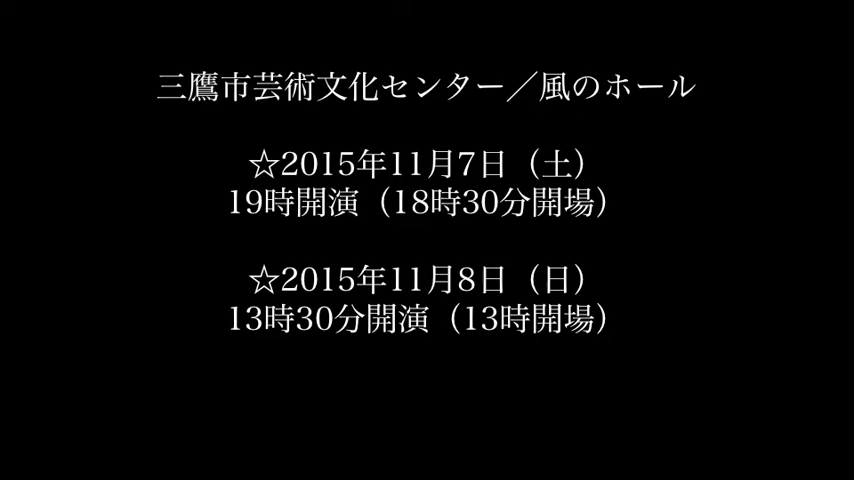 三鷹市芸術文化センター／風のホール
☆2015年11月7日（土）
19時開演（18時30分開場）
☆2015年11月8日（日）
13時30分開演（13時開場）